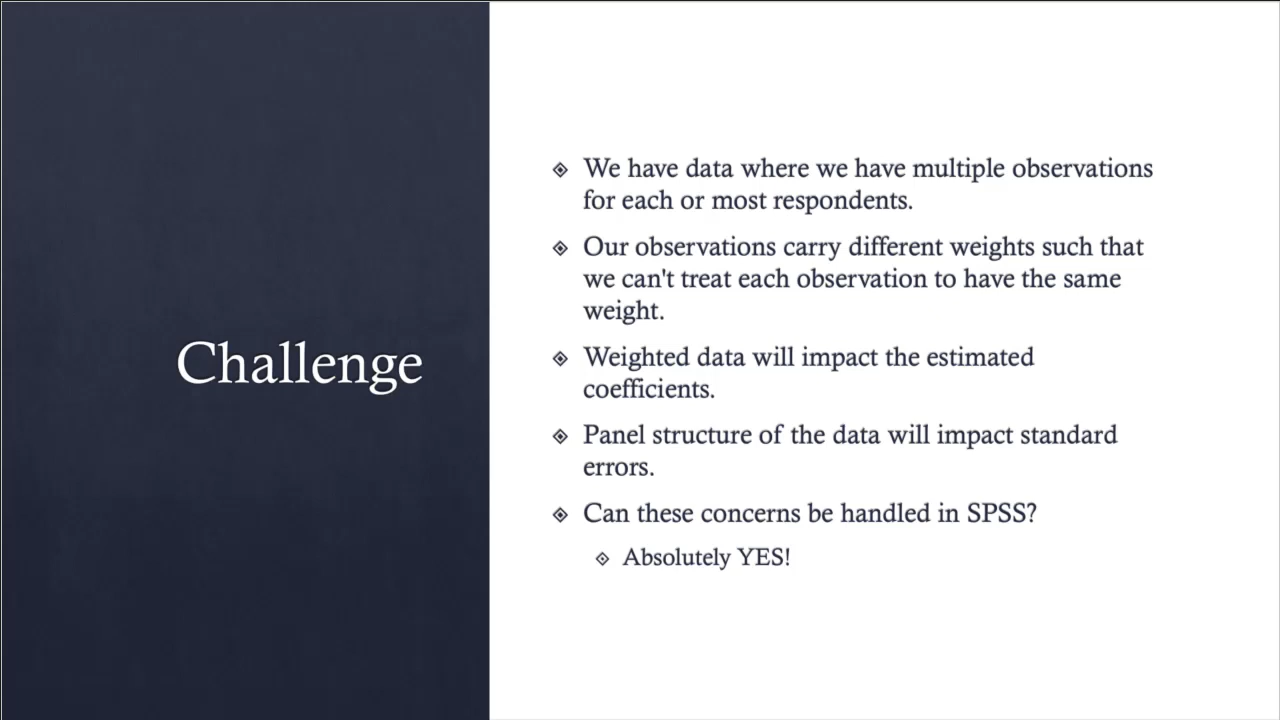 Challenge
We have data where we have multiple observations
for each or most respondents.
Our observations carry different weights such that
we can't treat each observation to have the same
weight.
Weighted data will impact the estimated
coefficients.
Panel structure of the data will impact standard
errors.
Can these concerns be handled in SPSS?
Absolutely YES!